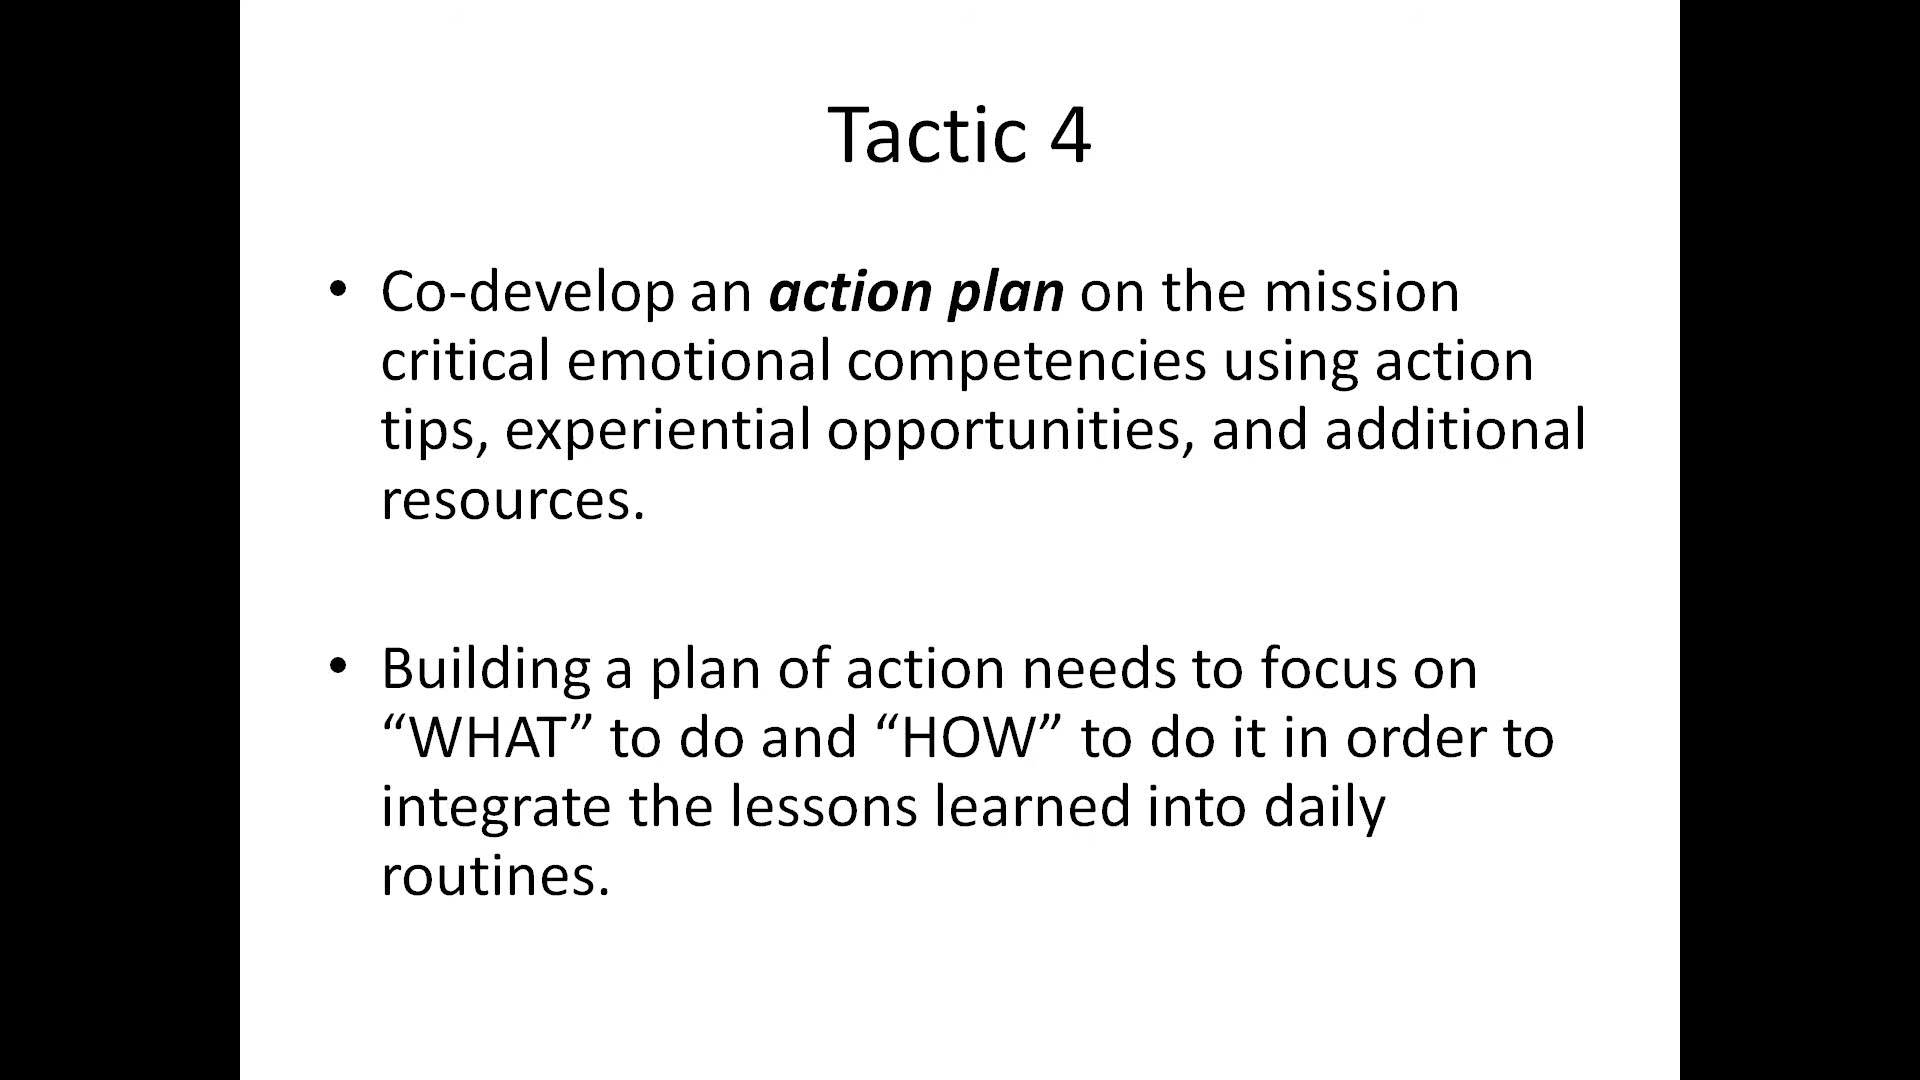 Tactic 4
• Co-develop an action plan on the mission
critical emotional competencies using action
tips, experiential opportunities, and additional
resources.
• Building a plan of action needs to focus on
“WHAT” to do and “HOW” to do it in order to
integrate the lessons learned into daily
routines.